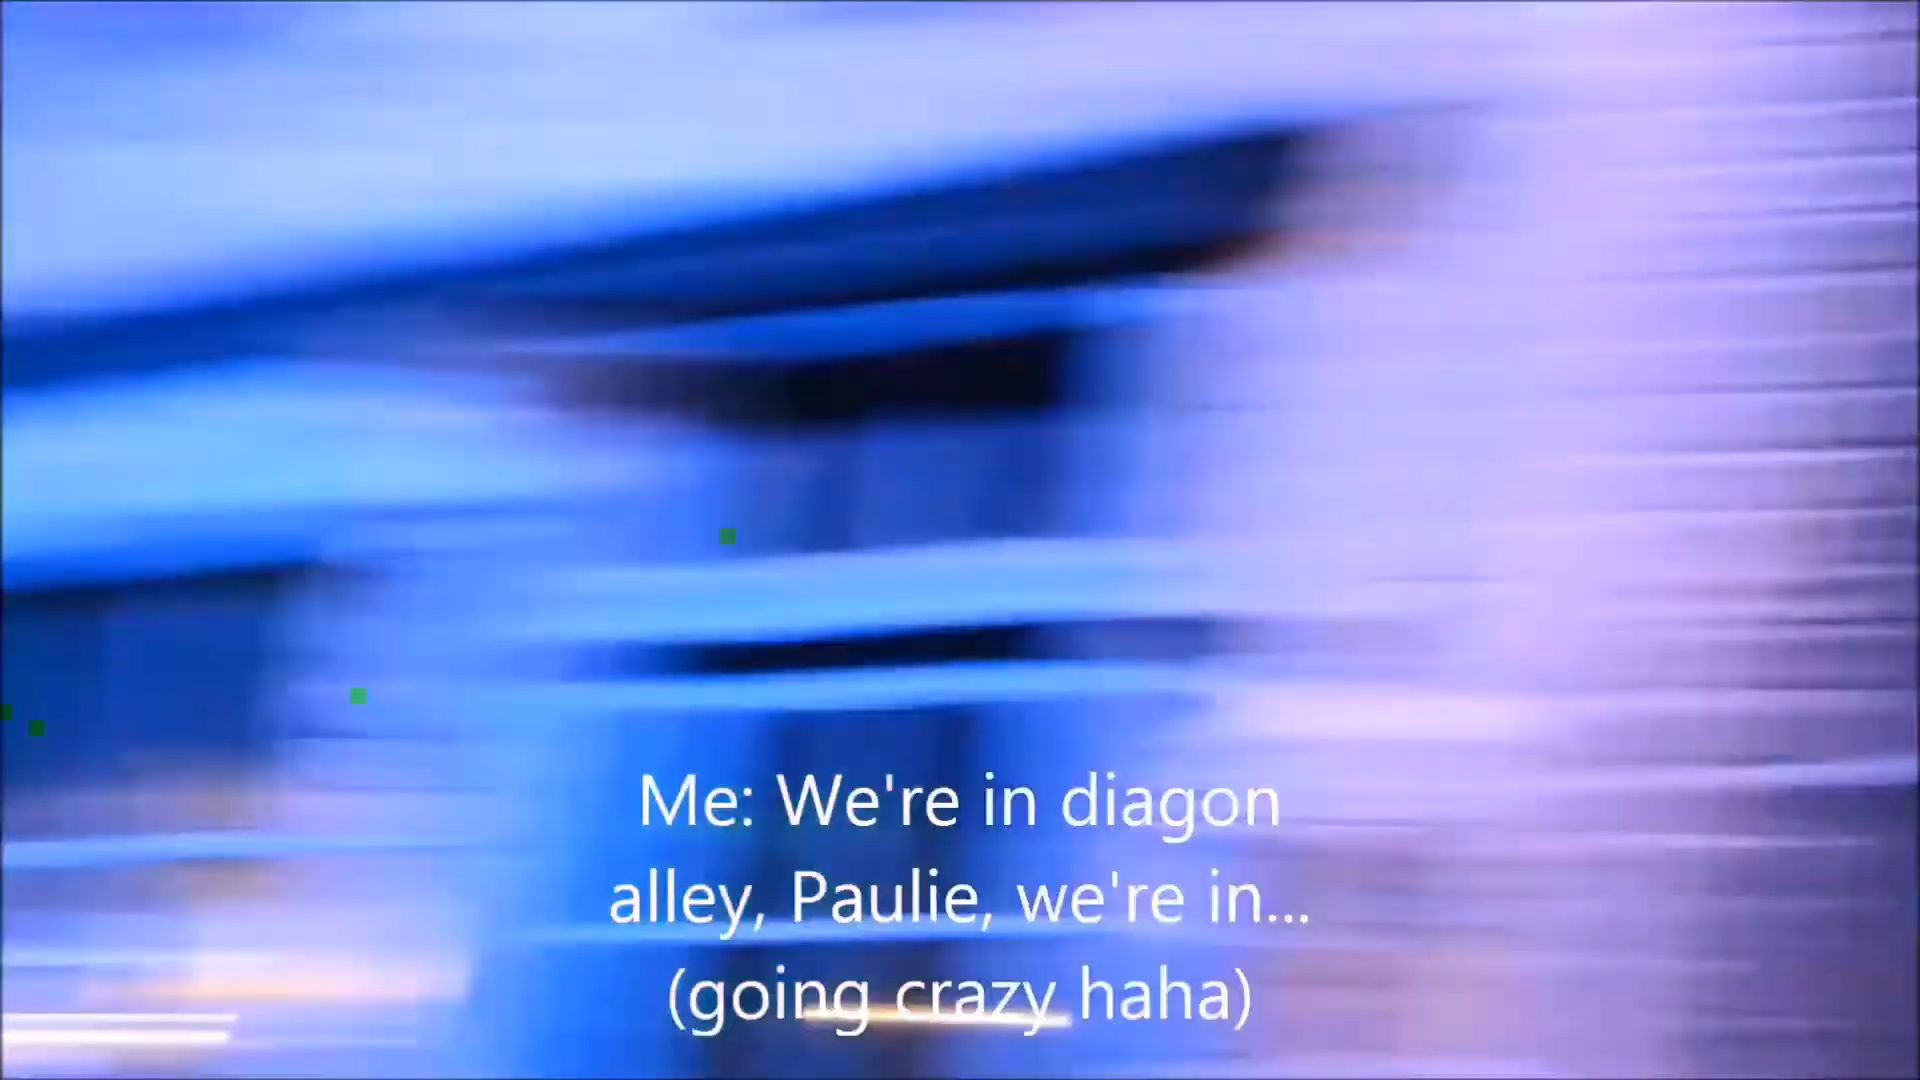 Me: We're in diagon
alley, Paulie, we're in...
(going crazy haha)